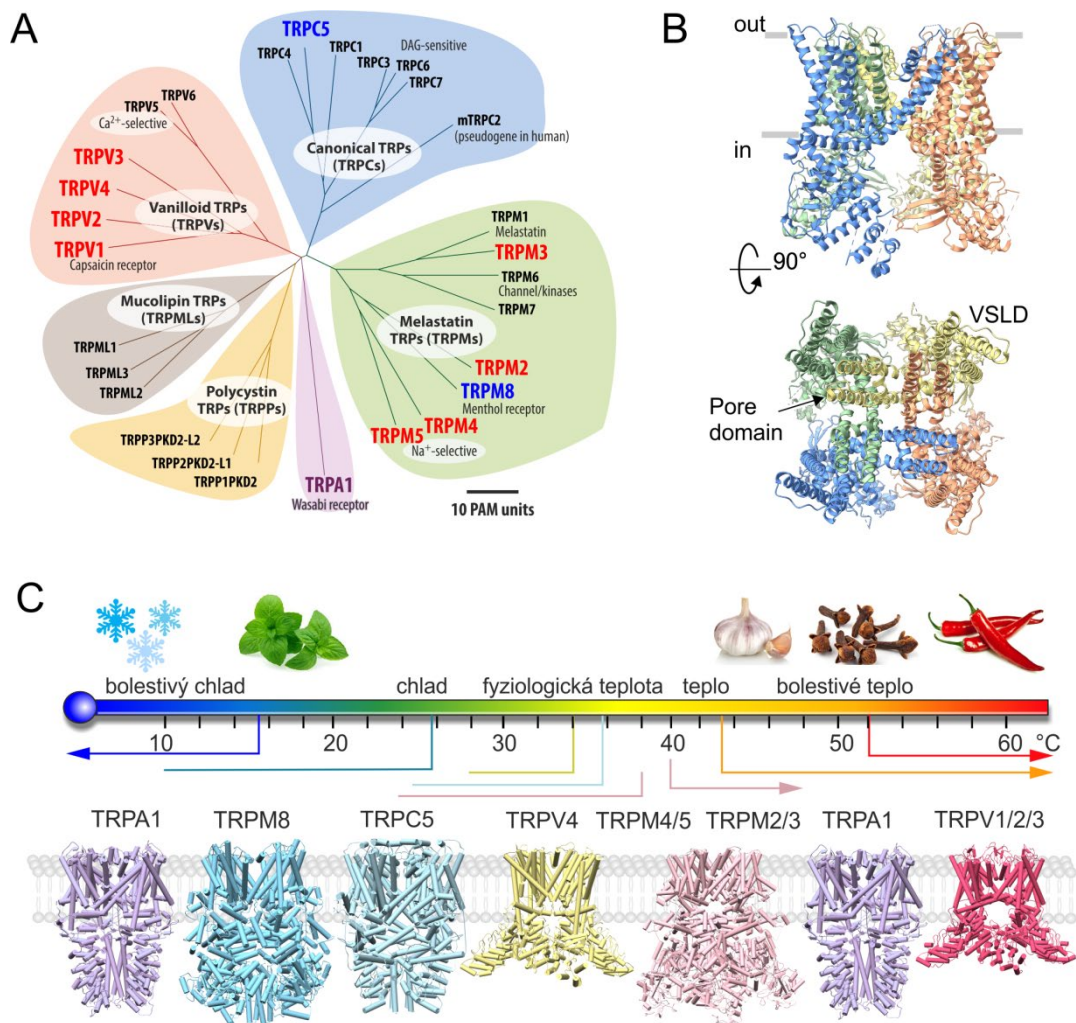 A
TRPC5
TRPC4
TRPC1
TRPC3
DAG-sensitive
TRPC6
TRPC7
mTRPC2
(pseudogene in human)
Canonical TRPs
(TRPCs)
TRPV6
TRPV5
Ca²⁺-selective
TRPV3
TRPV4
TRPV2
TRPV1
Capsaicin receptor
Vanilloid TRPs
(TRPVs)
Mucolipin TRPs
(TRPMLs)
TRPML1
TRPML3
TRPML2
Polycystin
TRPs (TRPPs)
TRPP3PKD2-L2
TRPP2PKD2-L1
TRPP1PKD2
TRPA1
Wasabi receptor
TRPM1
Melastatin
TRPM3
TRPM6
Channel/kinases
TRPM7
Melastatin
TRPs (TRPMs)
TRPM2
TRPM8
Menthol receptor
TRPM4
TRPM5
Na⁺-selective
10 PAM units
B
out
in
90°
VSLD
Pore
domain
C
bolestivý chlad chlad fyziologická teplota teplo bolestivé teplo
10 20 30 40 50 60 °C
TRPA1 TRPM8 TRPC5 TRPV4 TRPM4/5 TRPM2/3 TRPA1 TRPV1/2/3